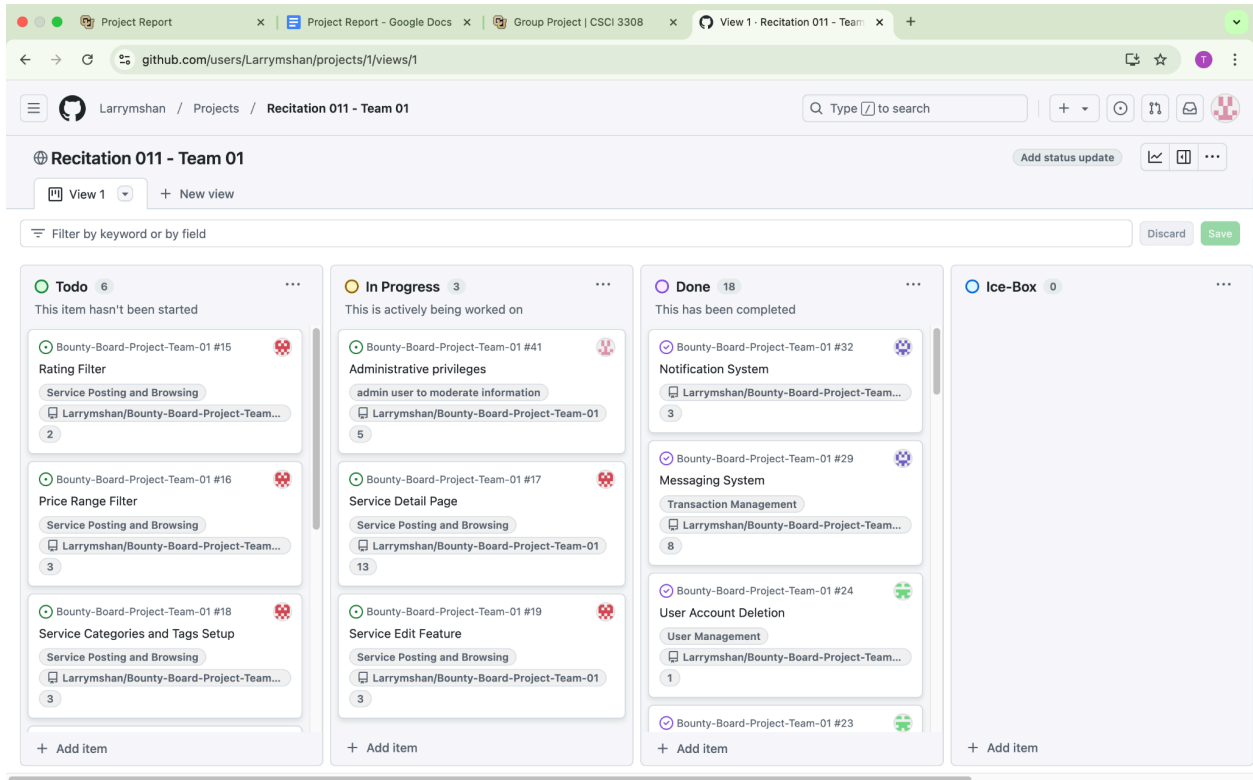 Project Report
Project Report - Google Docs
Group Project | CSCI 3308
View 1 · Recitation 011 - Team
github.com/users/Larrymshan/projects/1/views/1
T
Larrymshan / Projects / Recitation 011 - Team 01
Type / to search
Recitation 011 - Team 01
Add status update
View 1
New view
Filter by keyword or by field
Discard
Save
Todo 6
This item hasn't been started
Bounty-Board-Project-Team-01 #15
Rating Filter
Service Posting and Browsing
Larrymshan/Bounty-Board-Project-Team...
2
Bounty-Board-Project-Team-01 #16
Price Range Filter
Service Posting and Browsing
Larrymshan/Bounty-Board-Project-Team...
3
Bounty-Board-Project-Team-01 #18
Service Categories and Tags Setup
Service Posting and Browsing
Larrymshan/Bounty-Board-Project-Team...
3
+ Add item
In Progress 3
This is actively being worked on
Bounty-Board-Project-Team-01 #41
Administrative privileges
admin user to moderate information
Larrymshan/Bounty-Board-Project-Team-01
5
Bounty-Board-Project-Team-01 #17
Service Detail Page
Service Posting and Browsing
Larrymshan/Bounty-Board-Project-Team-01
13
Bounty-Board-Project-Team-01 #19
Service Edit Feature
Service Posting and Browsing
Larrymshan/Bounty-Board-Project-Team-01
3
+ Add item
Done 18
This has been completed
Bounty-Board-Project-Team-01 #32
Notification System
Larrymshan/Bounty-Board-Project-Team...
3
Bounty-Board-Project-Team-01 #29
Messaging System
Transaction Management
Larrymshan/Bounty-Board-Project-Team...
8
Bounty-Board-Project-Team-01 #24
User Account Deletion
User Management
Larrymshan/Bounty-Board-Project-Team...
1
Bounty-Board-Project-Team-01 #23
+ Add item
Ice-Box 0
+ Add item